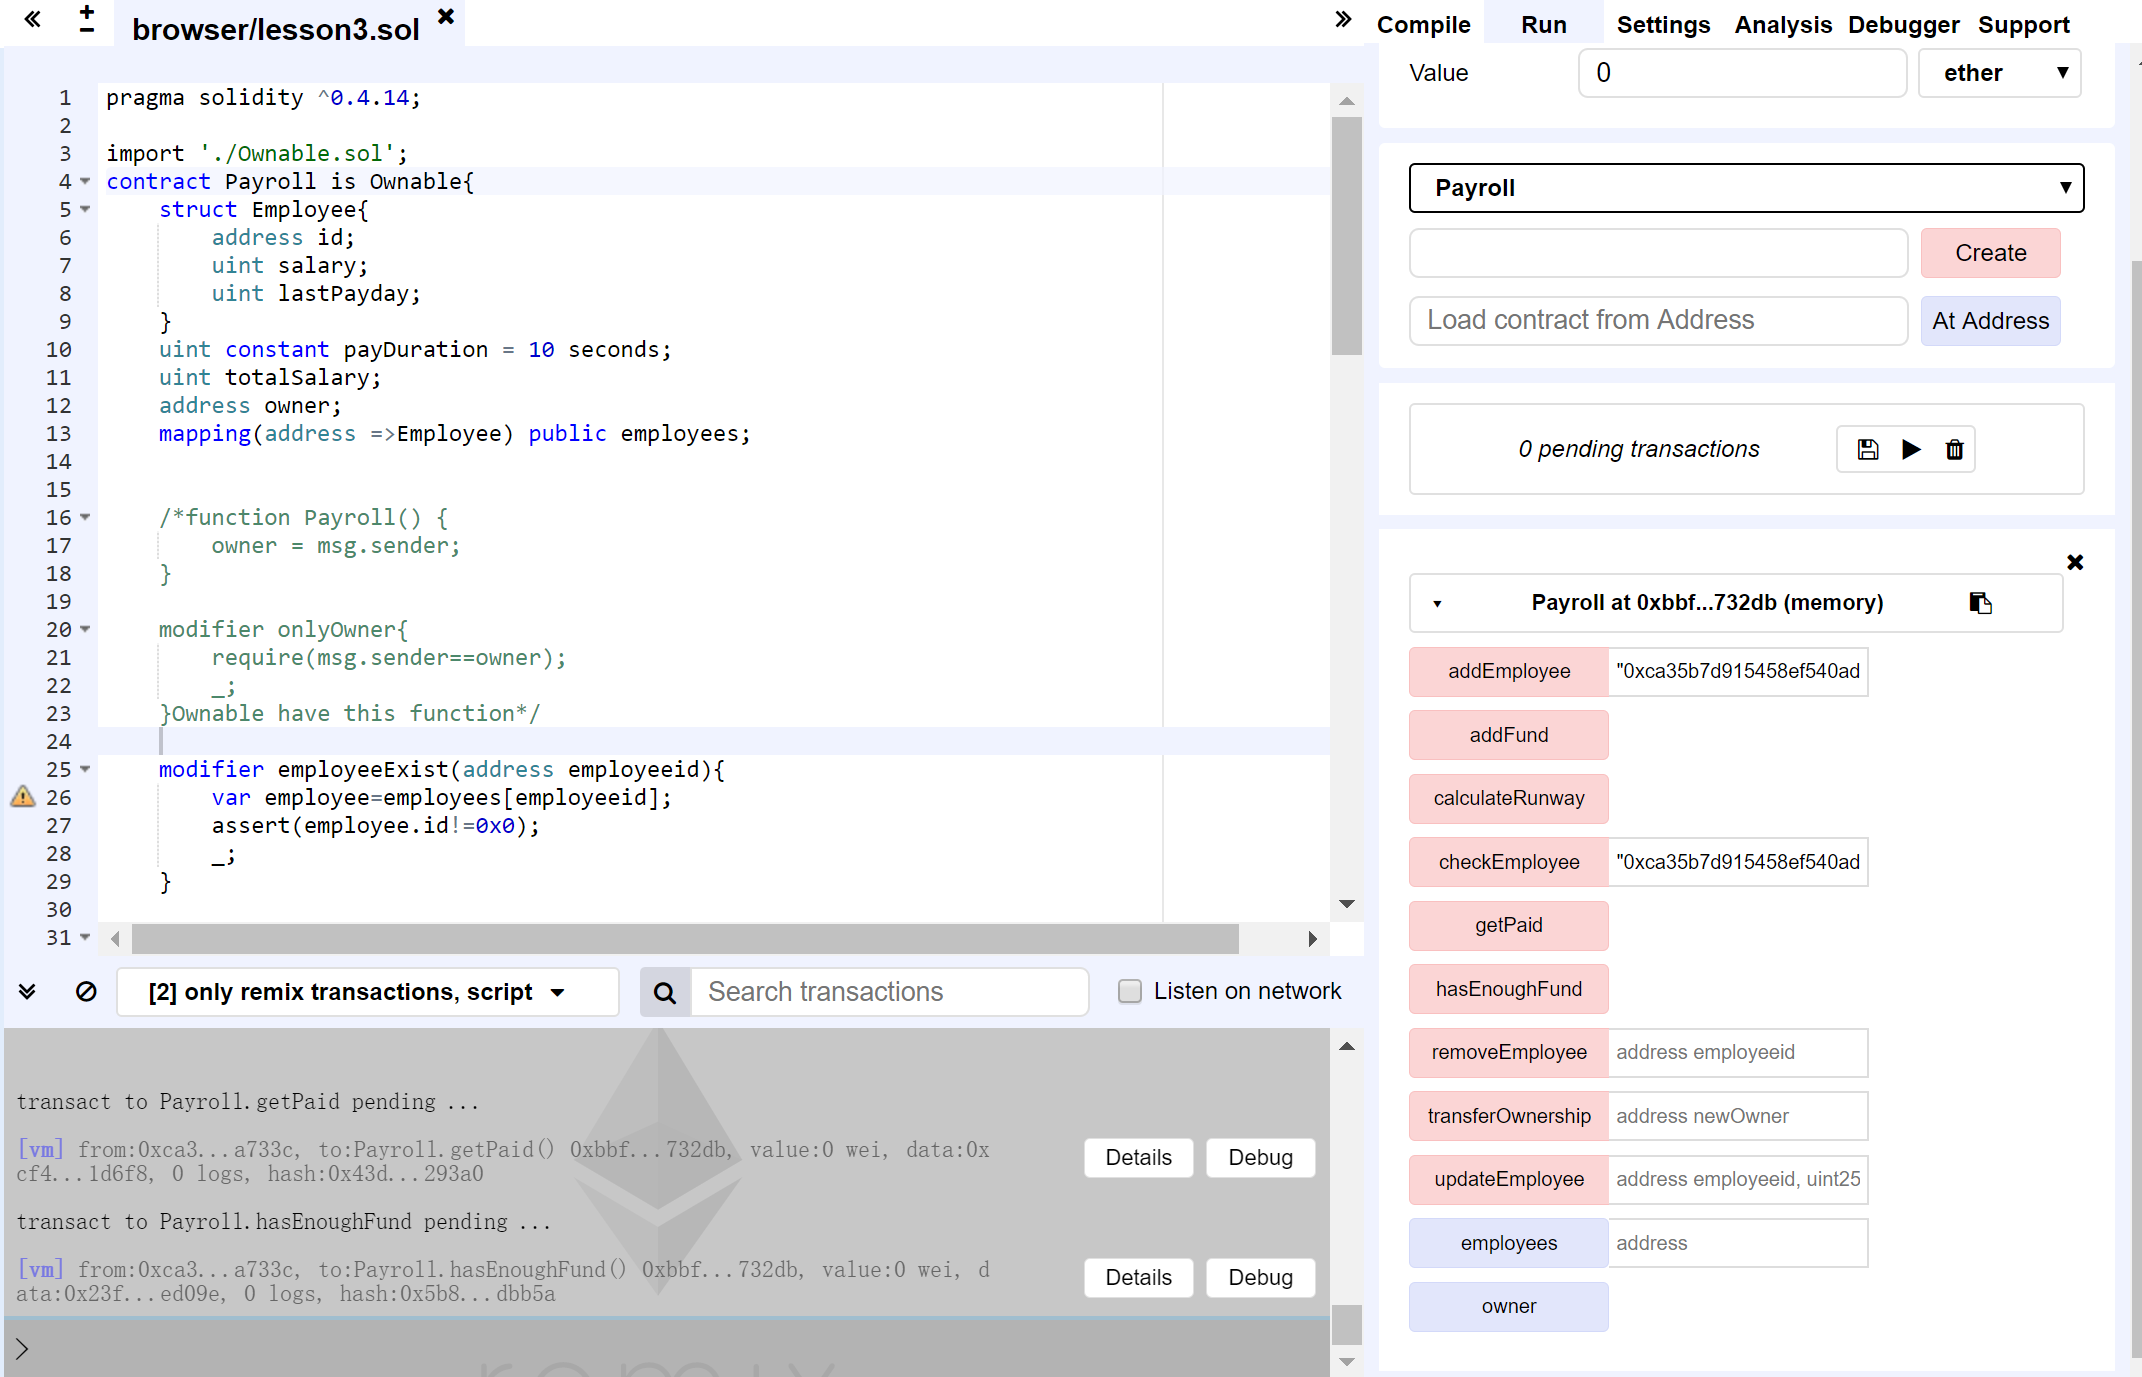 browser/lesson3.sol
Compile Run Settings Analysis Debugger Support
1 pragma solidity ^0.4.14;
2
3 import './Ownable.sol';
4 contract Payroll is Ownable{
5 struct Employee{
6 address id;
7 uint salary;
8 uint lastPayday;
9 }
10 uint constant payDuration = 10 seconds;
11 uint totalSalary;
12 address owner;
13 mapping(address =>Employee) public employees;
14
15
16 /*function Payroll() {
17 owner = msg.sender;
18 }
19
20 modifier onlyOwner{
21 require(msg.sender==owner);
22 _;
23 }Ownable have this function*/
24
25 modifier employeeExist(address employeeid){
26 var employee=employees[employeeid];
27 assert(employee.id!=0x0);
28 _;
29 }
30
31
[2] only remix transactions, script
Search transactions
Listen on network
transact to Payroll.getPaid pending ...
[vm] from:0xca3...a733c, to:Payroll.getPaid() 0xbbf...732db, value:0 wei, data:0x
cf4...1d6f8, 0 logs, hash:0x43d...293a0
Details Debug
transact to Payroll.hasEnoughFund pending ...
[vm] from:0xca3...a733c, to:Payroll.hasEnoughFund() 0xbbf...732db, value:0 wei, d
ata:0x23f...ed09e, 0 logs, hash:0x5b8...dbb5a
Details Debug
>
remix
Value 0 ether
Payroll
Create
Load contract from Address At Address
0 pending transactions
Payroll at 0xbbf...732db (memory)
addEmployee "0xca35b7d915458ef540ad
addFund
calculateRunway
checkEmployee "0xca35b7d915458ef540ad
getPaid
hasEnoughFund
removeEmployee address employeeid
transferOwnership address newOwner
updateEmployee address employeeid, uint25
employees address
owner